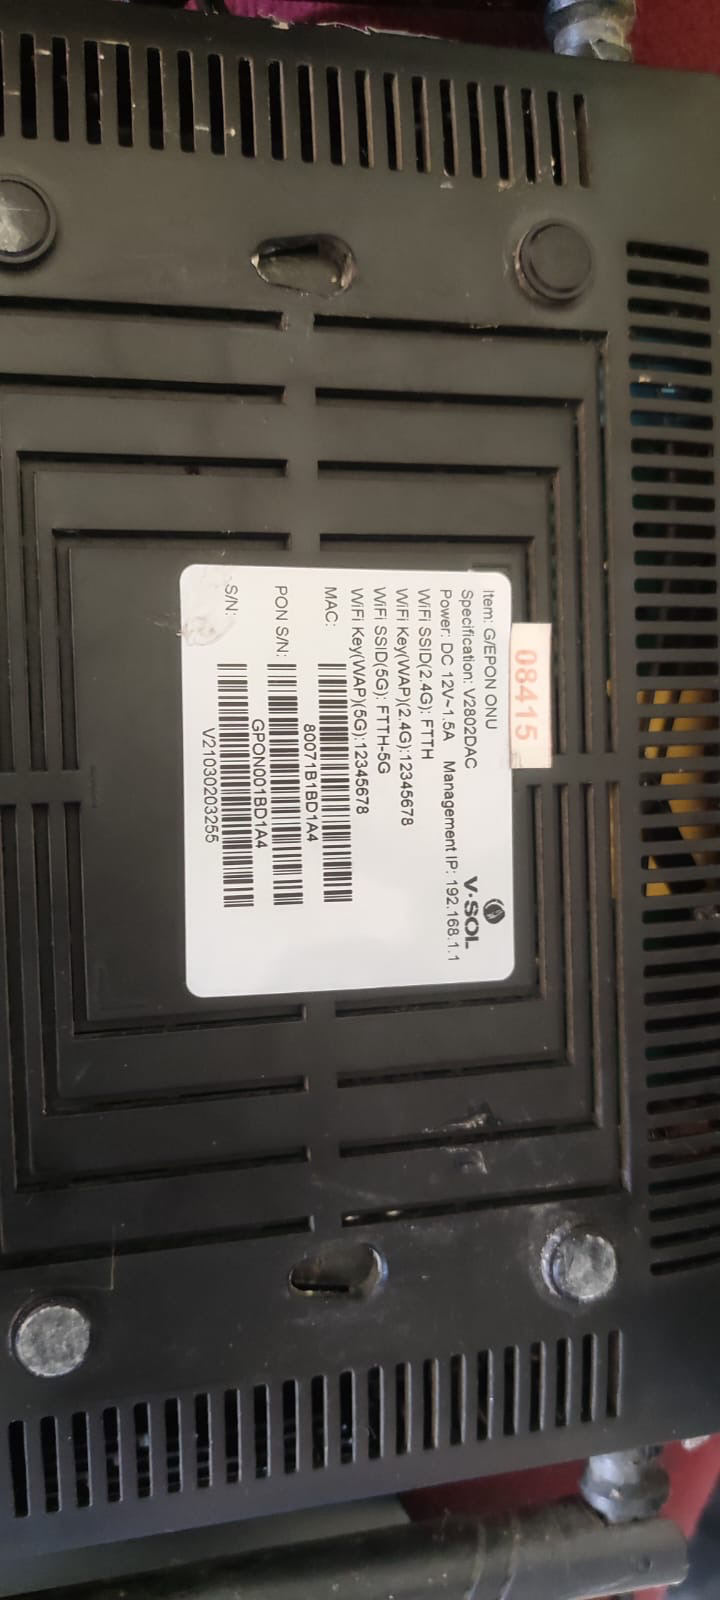 08415
V·SOL
Item: G/EPON ONU
Specification: V2802DAC
Power: DC 12V~1.5A Management IP: 192.168.1.1
WiFi SSID(2.4G): FTTH
WiFi Key(WAP)(2.4G):12345678
WiFi SSID(5G): FTTH-5G
WiFi Key(WAP)(5G):12345678
MAC:
80071B1BD1A4
PON S/N:
GPON001BD1A4
S/N:
V21030203255